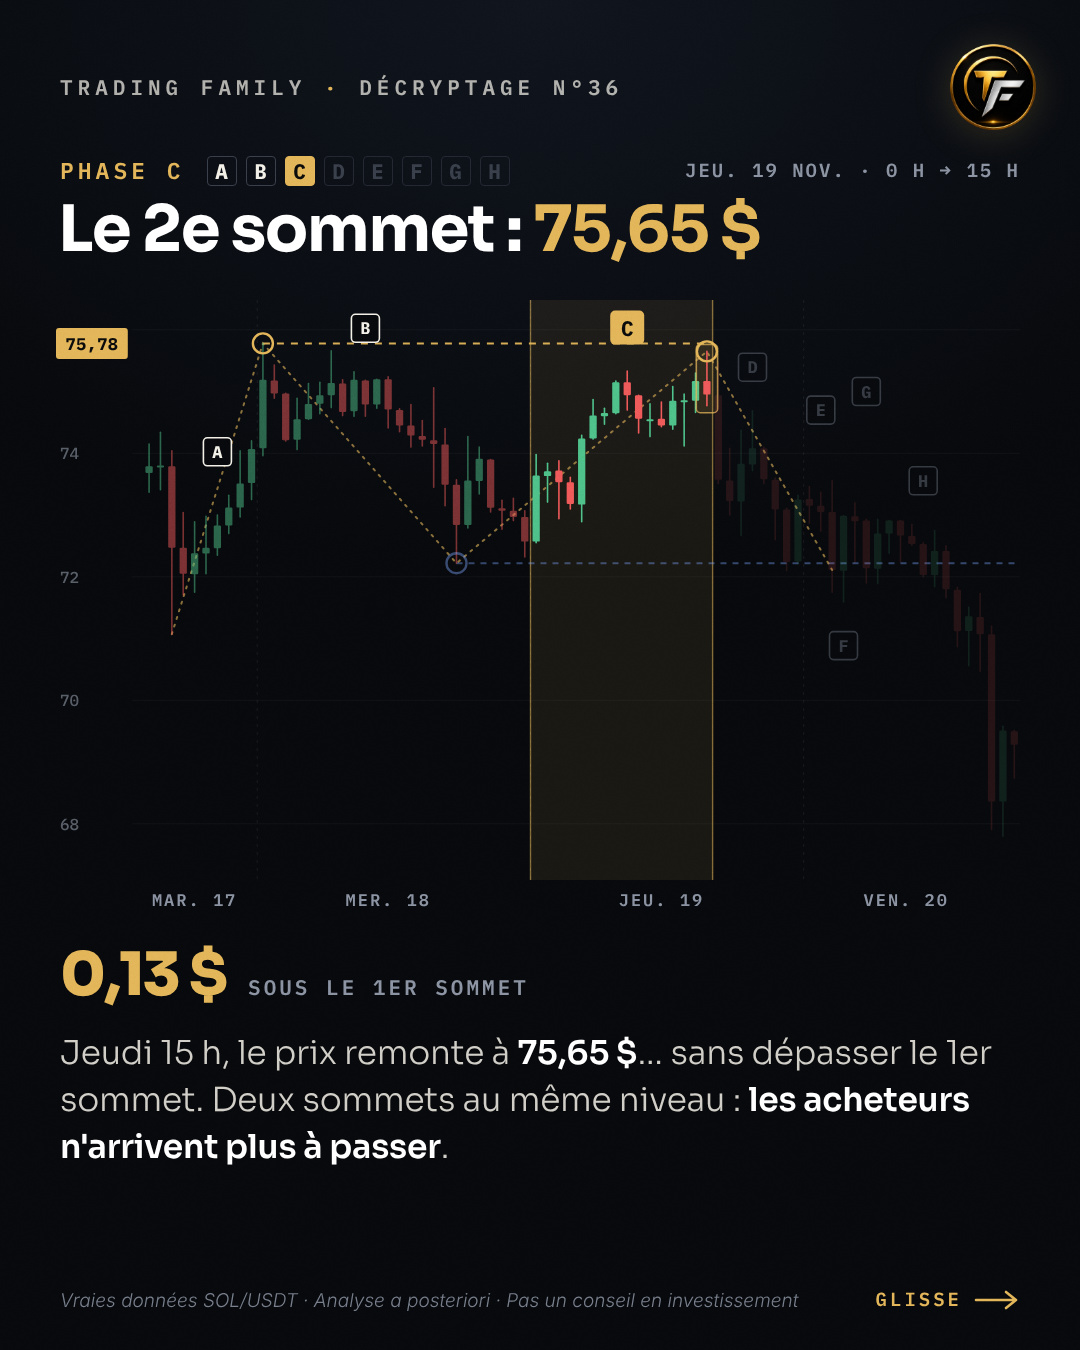 TRADING FAMILY · DÉCRYPTAGE N°36
TF
PHASE C A B C D E F G H
JEU. 19 NOV. · 0 H → 15 H
Le 2e sommet : 75,65 $
75,78
A
B
C
D
E
G
H
F
74
72
70
68
MAR. 17 MER. 18 JEU. 19 VEN. 20
0,13 $ SOUS LE 1ER SOMMET
Jeudi 15 h, le prix remonte à 75,65 $... sans dépasser le 1er
sommet. Deux sommets au même niveau : les acheteurs
n'arrivent plus à passer.
Vraies données SOL/USDT · Analyse a posteriori · Pas un conseil en investissement
GLISSE →